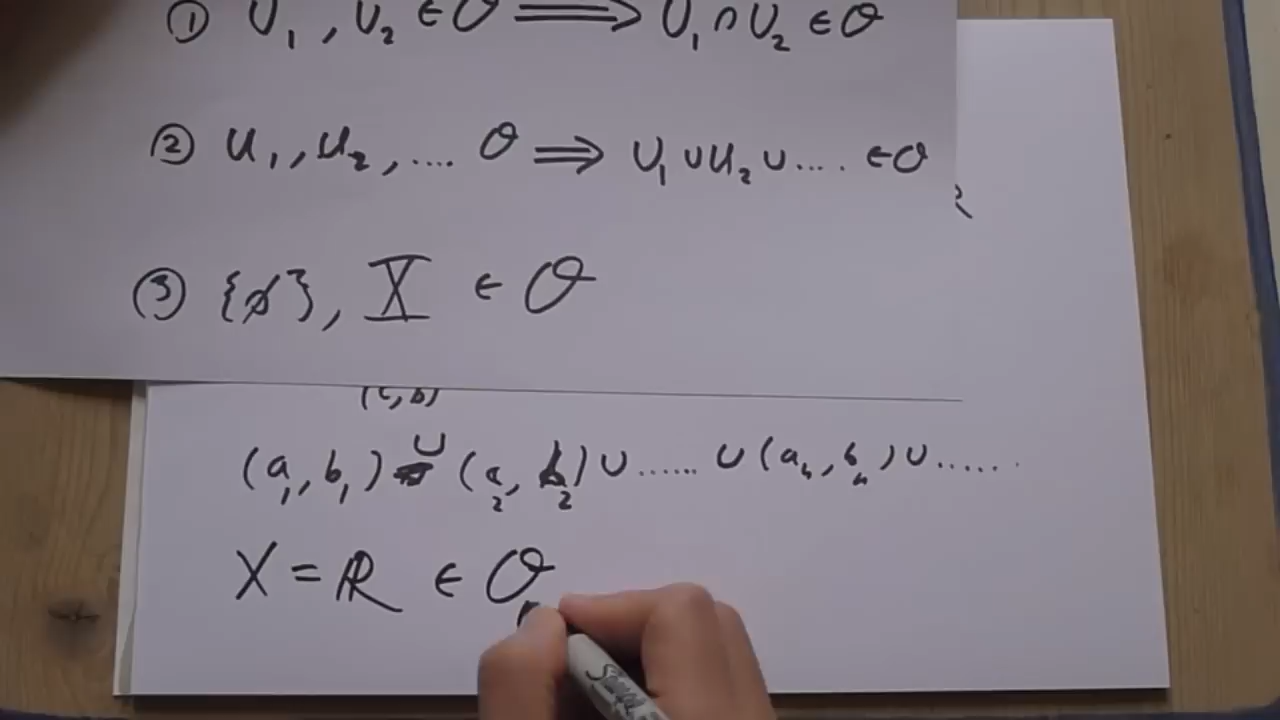 ① U₁, U₂ ∈ O ⟹ U₁ ∩ U₂ ∈ O
② U₁, U₂, .... O ⟹ U₁ ∪ U₂ ∪ .... ∈ O
③ {∅}, X ∈ O
(c, b)
(a₁, b₁) ∪ (a₂, b₂) ∪ ...... ∪ (aₙ, bₙ) ∪ ......
X = ℝ ∈ O